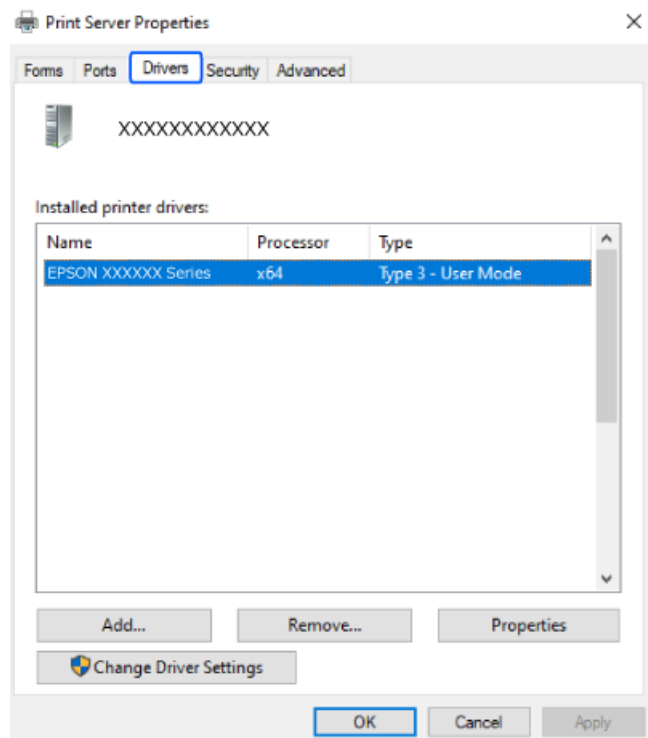 Print Server Properties
Forms Ports Drivers Security Advanced
XXXXXXXXXXXX
Installed printer drivers:
Name Processor Type
EPSON XXXXXX Series x64 Type 3 - User Mode
Add... Remove... Properties
Change Driver Settings
OK Cancel Apply